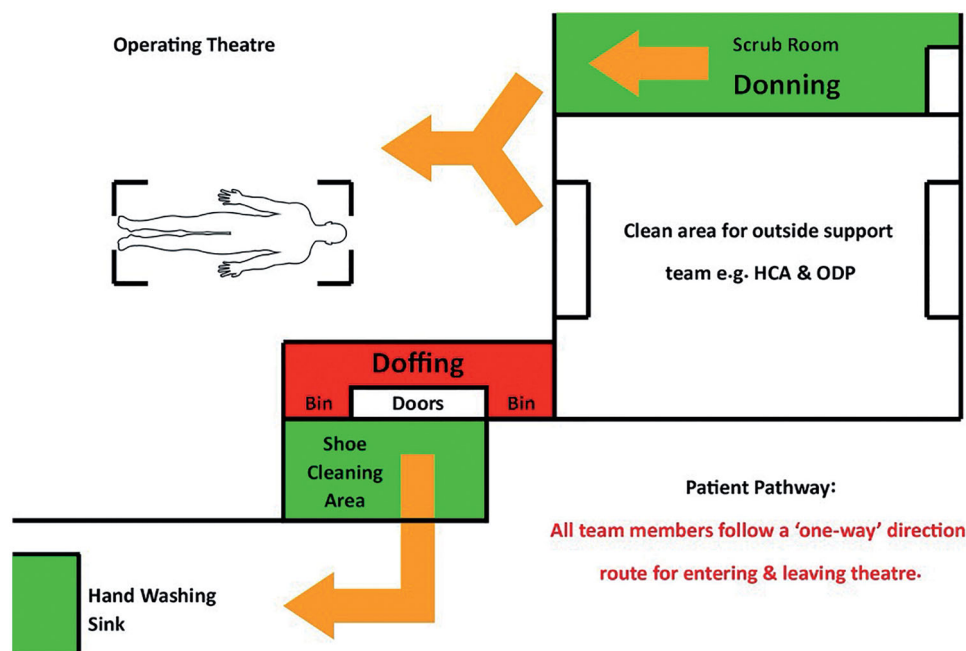 Operating Theatre
Scrub Room
Donning
Clean area for outside support
team e.g. HCA & ODP
Doffing
Bin
Doors
Bin
Shoe
Cleaning
Area
Patient Pathway:
All team members follow a ‘one-way’ direction
route for entering & leaving theatre.
Hand Washing
Sink